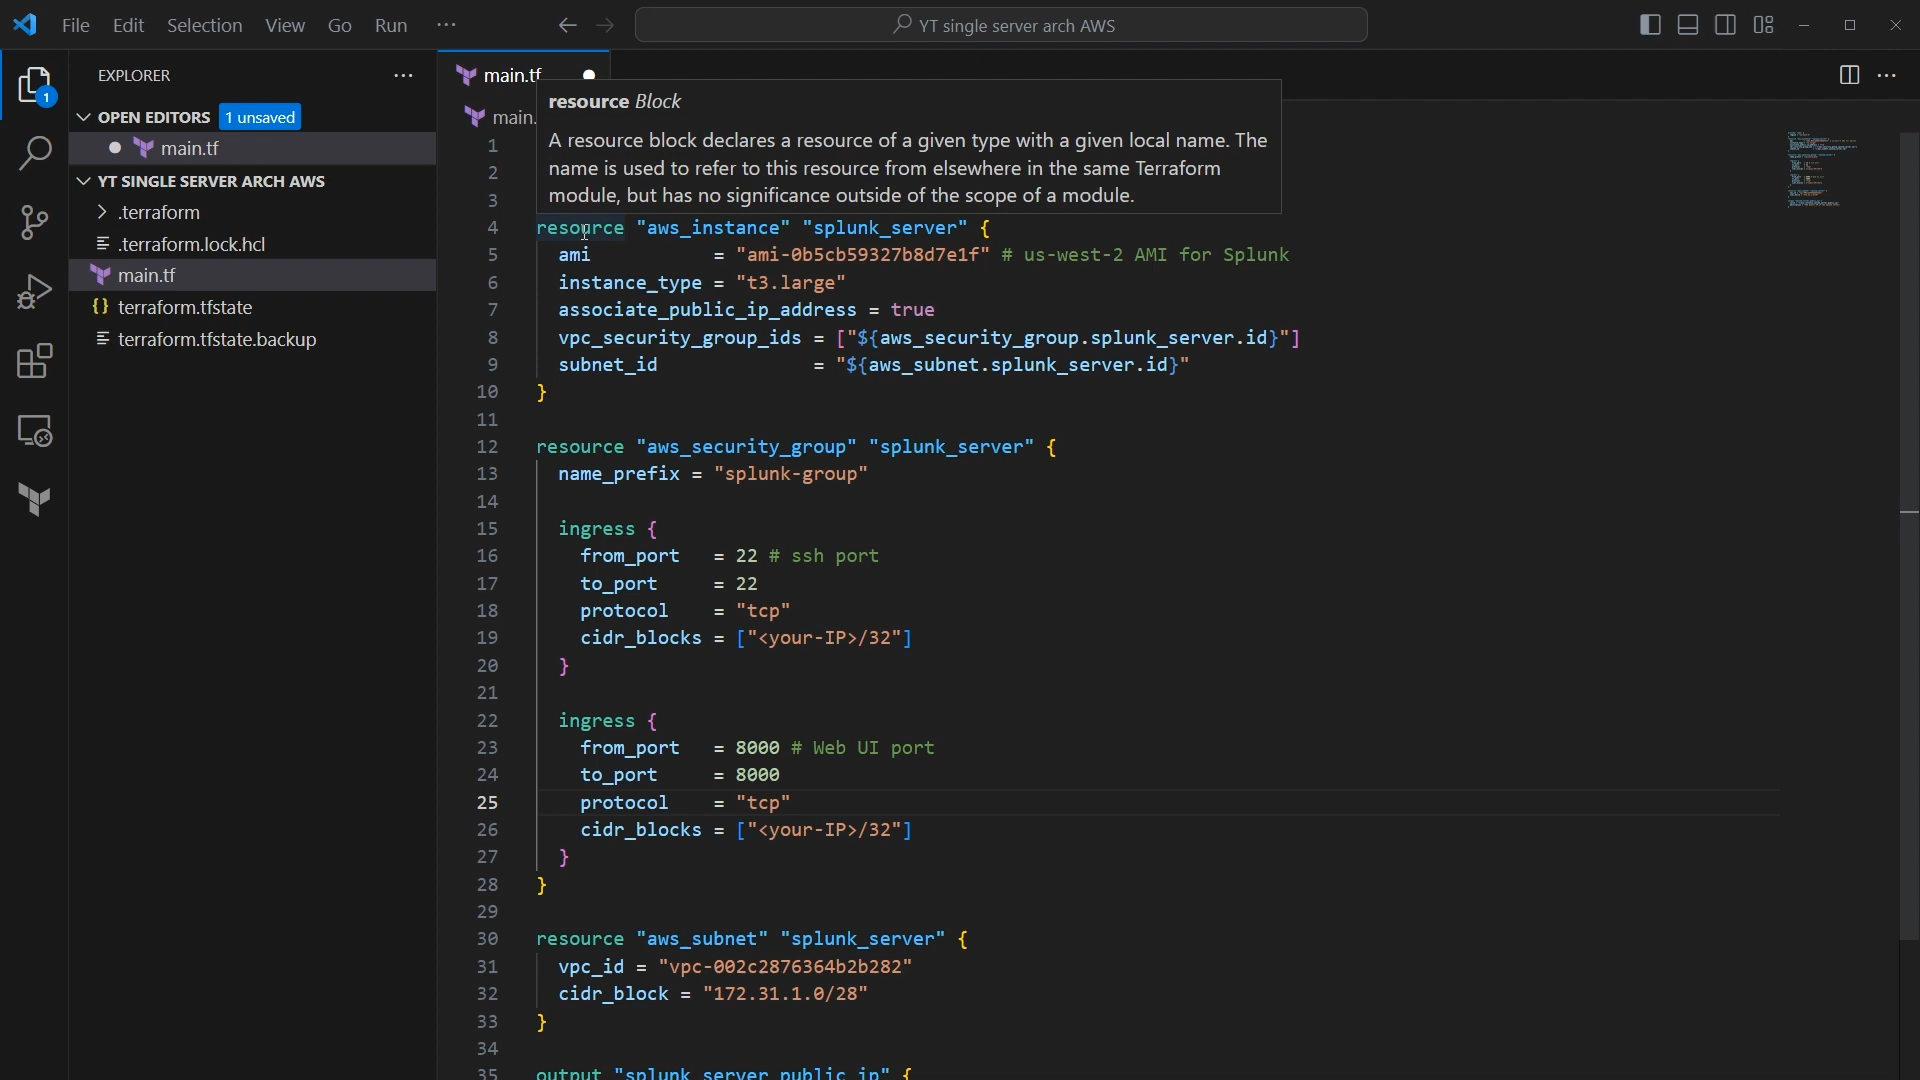 File Edit Selection View Go Run ···
YT single server arch AWS
EXPLORER
OPEN EDITORS 1 unsaved
main.tf
YT SINGLE SERVER ARCH AWS
.terraform
.terraform.lock.hcl
main.tf
terraform.tfstate
terraform.tfstate.backup
1
main.tf
main.
resource Block
A resource block declares a resource of a given type with a given local name. The
name is used to refer to this resource from elsewhere in the same Terraform
module, but has no significance outside of the scope of a module.
1
2
3
4 resource "aws_instance" "splunk_server" {
5 ami = "ami-0b5cb59327b8d7e1f" # us-west-2 AMI for Splunk
6 instance_type = "t3.large"
7 associate_public_ip_address = true
8 vpc_security_group_ids = ["${aws_security_group.splunk_server.id}"]
9 subnet_id = "${aws_subnet.splunk_server.id}"
10 }
11
12 resource "aws_security_group" "splunk_server" {
13 name_prefix = "splunk-group"
14
15 ingress {
16 from_port = 22 # ssh port
17 to_port = 22
18 protocol = "tcp"
19 cidr_blocks = ["<your-IP>/32"]
20 }
21
22 ingress {
23 from_port = 8000 # Web UI port
24 to_port = 8000
25 protocol = "tcp"
26 cidr_blocks = ["<your-IP>/32"]
27 }
28 }
29
30 resource "aws_subnet" "splunk_server" {
31 vpc_id = "vpc-002c2876364b2b282"
32 cidr_block = "172.31.1.0/28"
33 }
34
35 output "splunk_server_public_ip" {